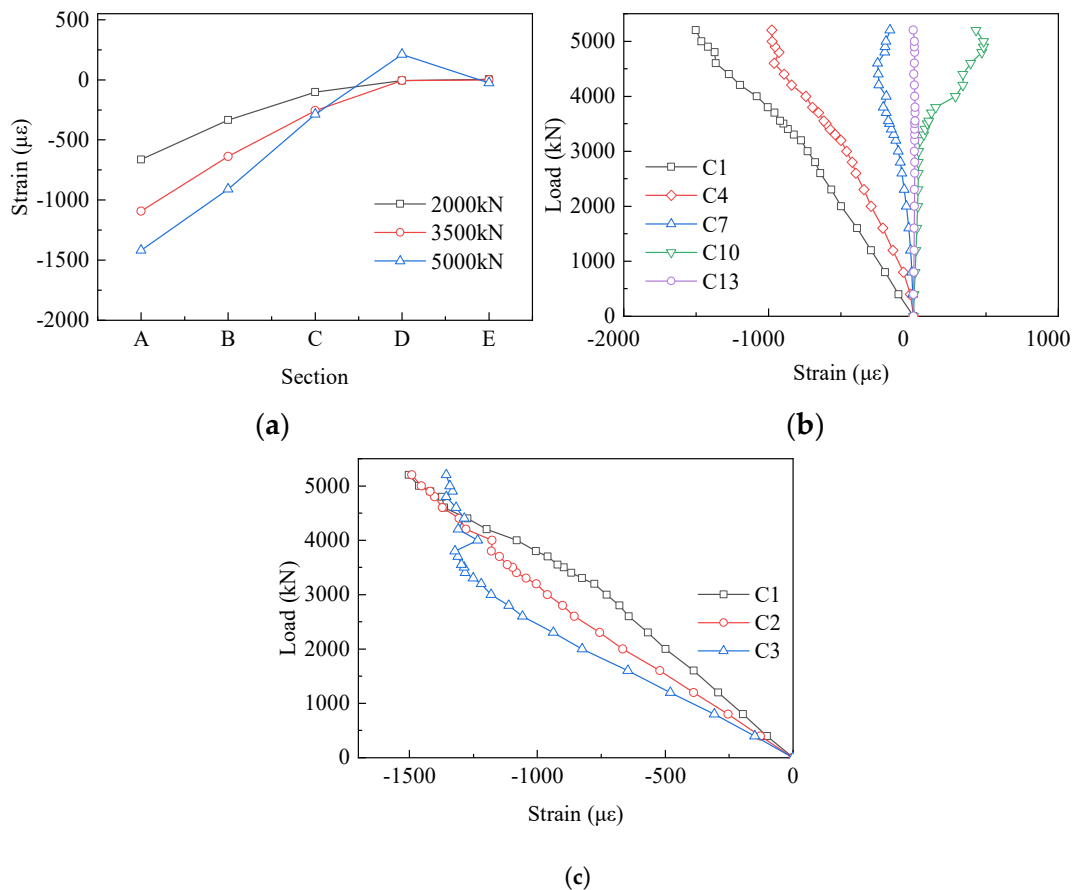 500
0
-500
-1000
-1500
-2000
Strain (με)
A B C D E
Section
2000kN
3500kN
5000kN
(a)
5000
4000
3000
2000
1000
0
Load (kN)
-2000 -1000 0 1000
Strain (με)
C1
C4
C7
C10
C13
(b)
5000
4000
3000
2000
1000
0
Load (kN)
-1500 -1000 -500 0
Strain (με)
C1
C2
C3
(c)